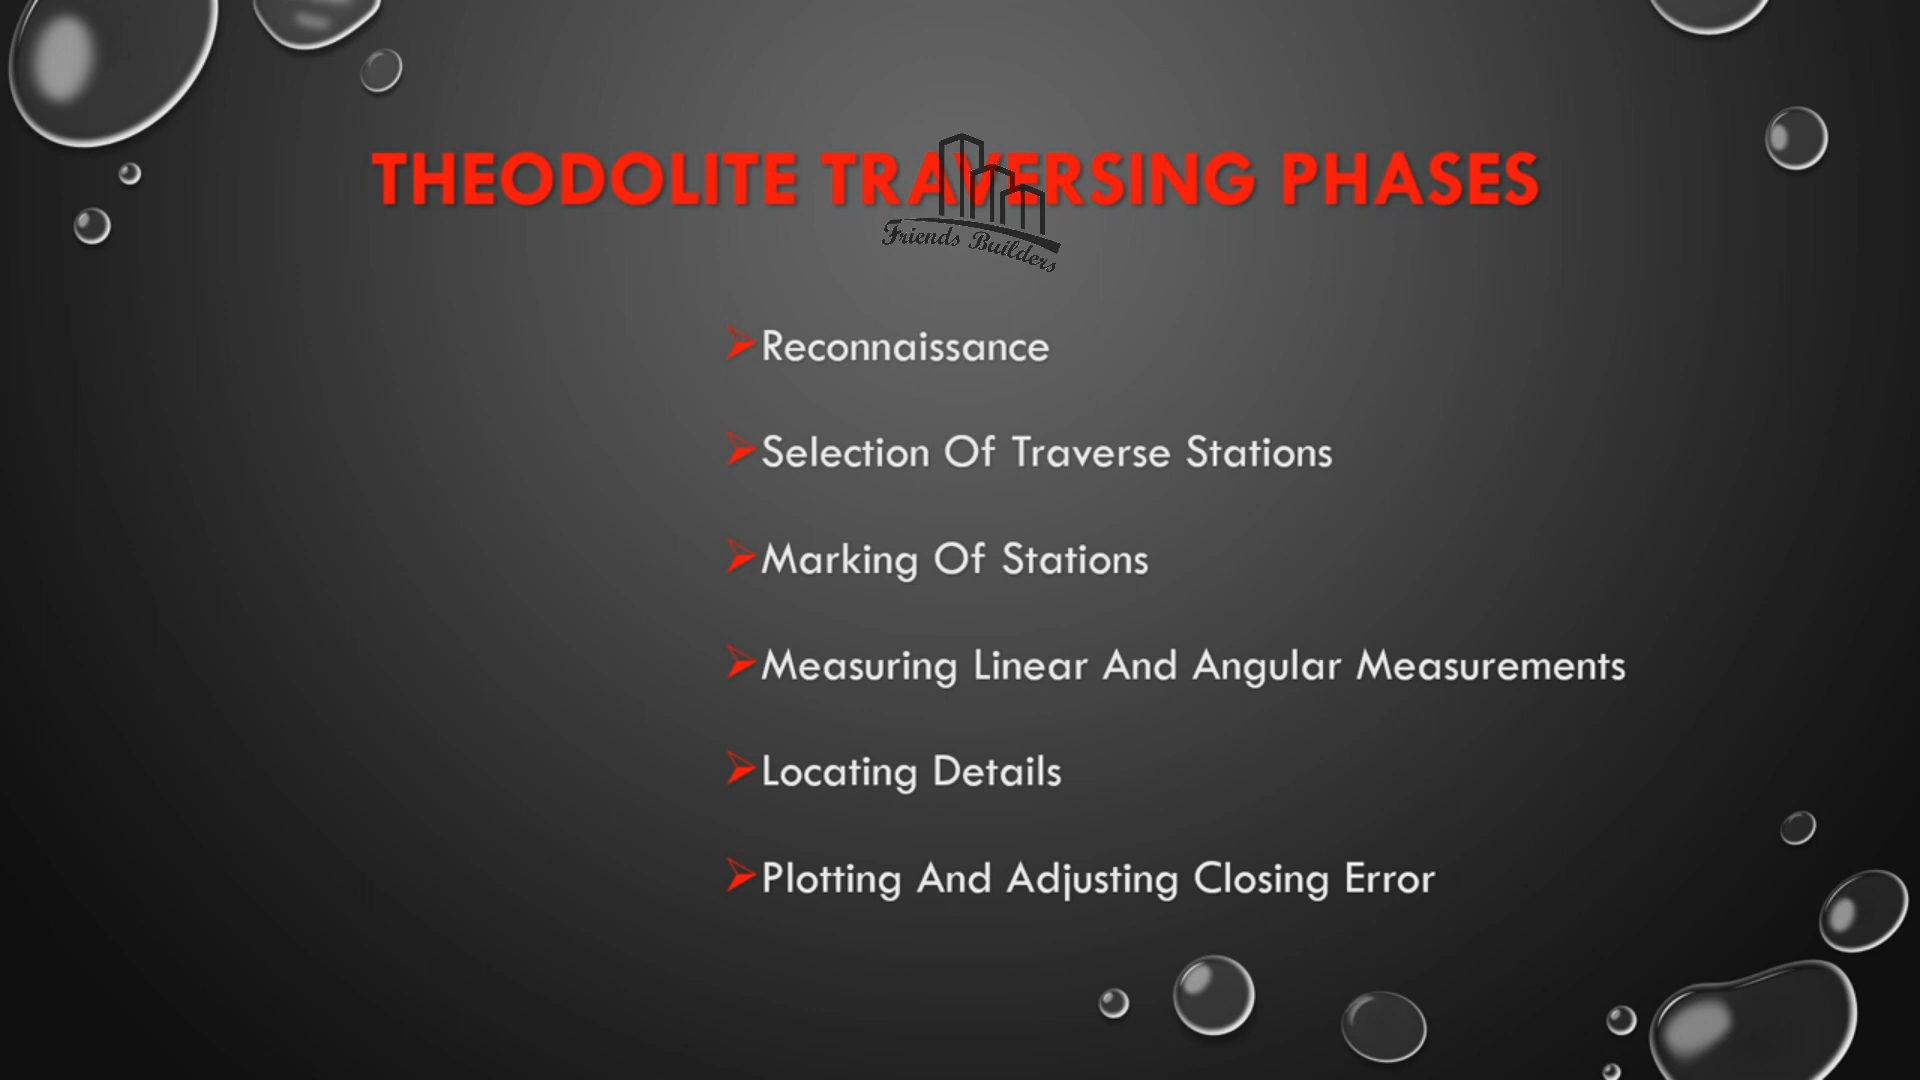 THEODOLITE TRAVERSING PHASES
Friends Builders
Reconnaissance
Selection Of Traverse Stations
Marking Of Stations
Measuring Linear And Angular Measurements
Locating Details
Plotting And Adjusting Closing Error